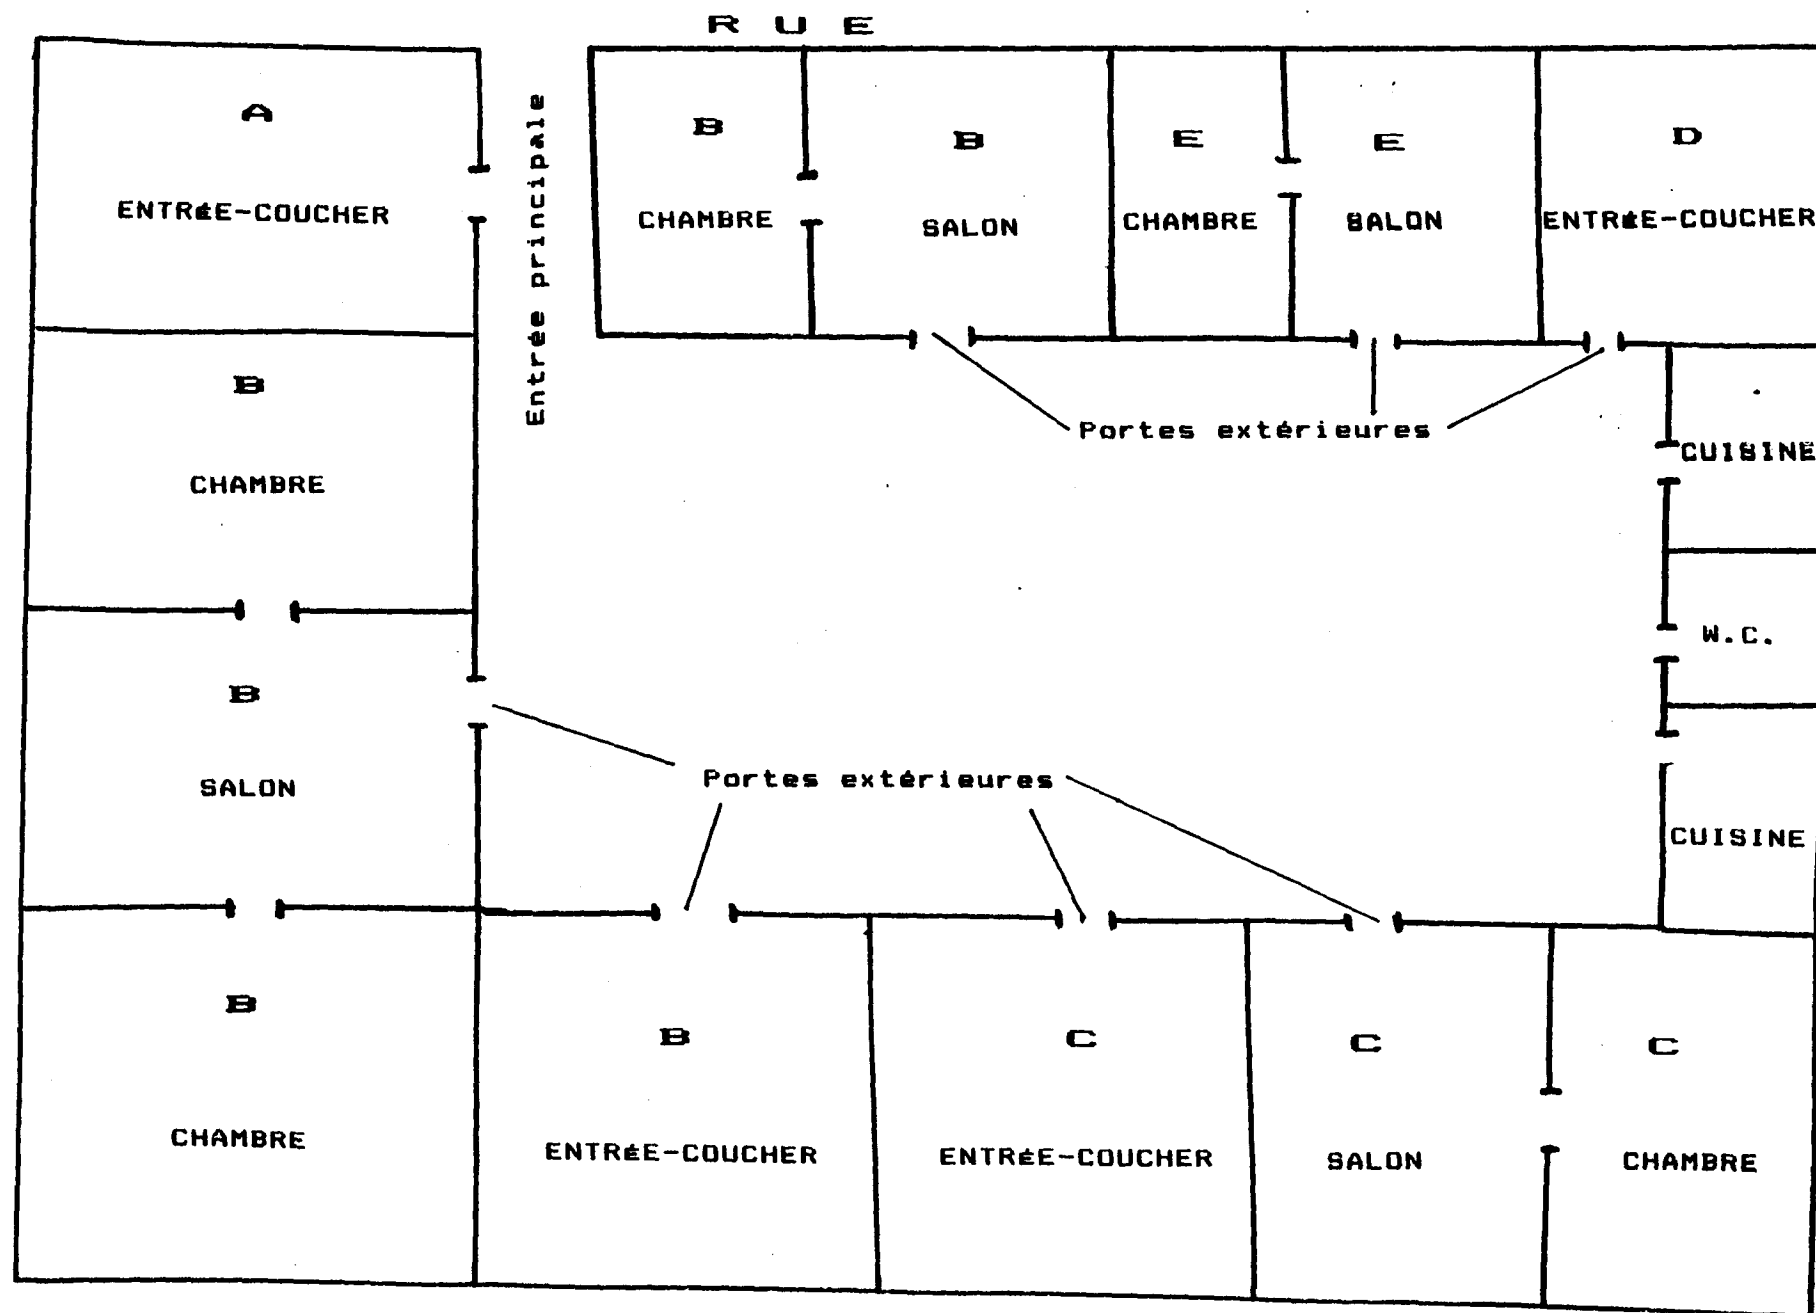 RUE
A
ENTRÉE-COUCHER
Entrée principale
B
CHAMBRE
B
SALON
E
CHAMBRE
E
SALON
D
ENTRÉE-COUCHER
B
CHAMBRE
Portes extérieures
CUISINE
W.C.
B
SALON
Portes extérieures
CUISINE
B
CHAMBRE
B
ENTRÉE-COUCHER
C
ENTRÉE-COUCHER
C
SALON
C
CHAMBRE